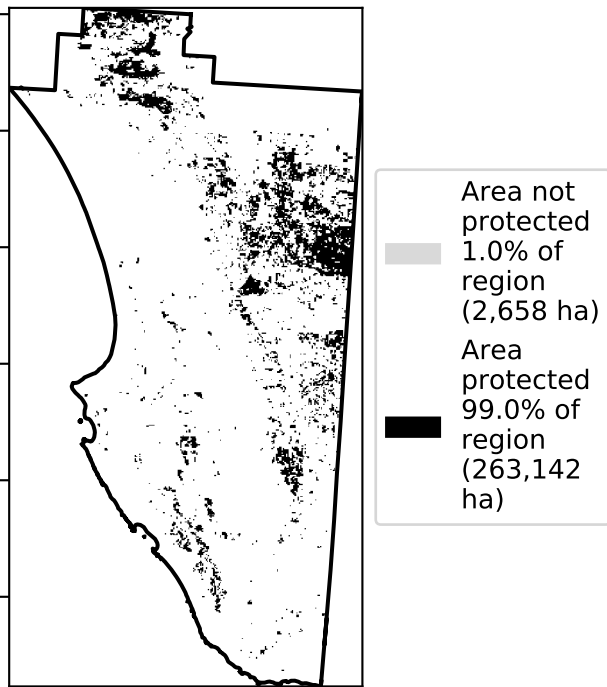 Area not
protected
1.0% of
region
(2,658 ha)
Area
protected
99.0% of
region
(263,142
ha)